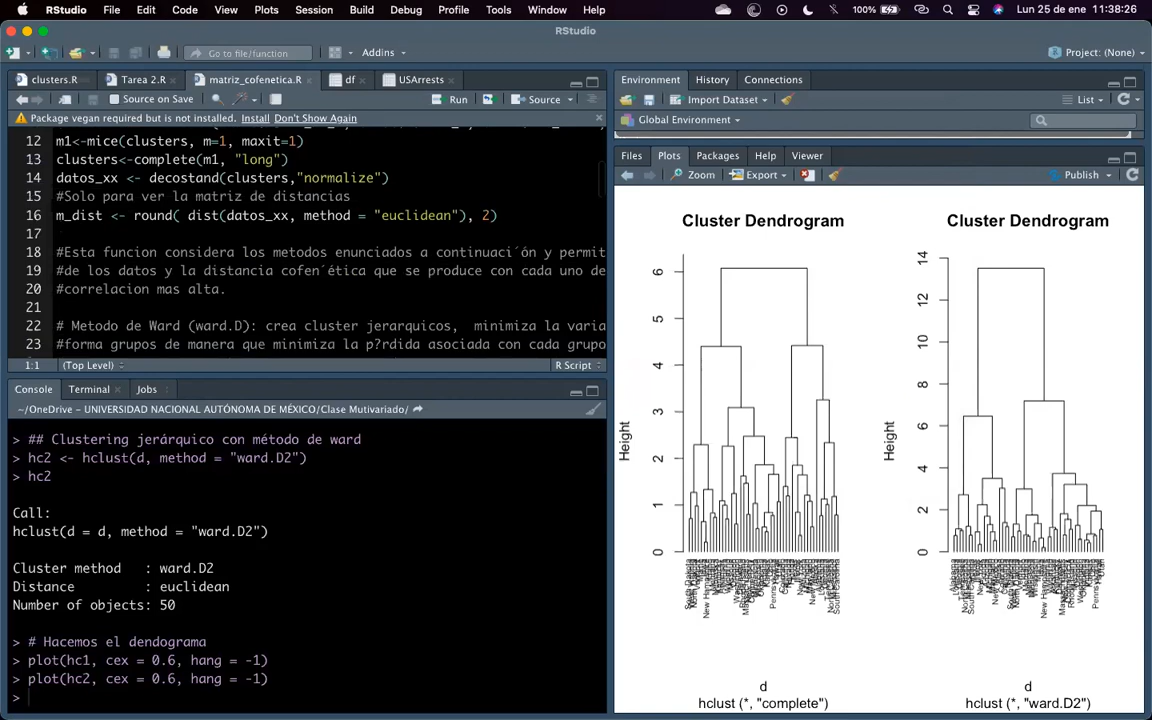 RStudio File Edit Code View Plots Session Build Debug Profile Tools Window Help 100% Lun 25 de ene 11:38:26
RStudio
Go to file/function Addins Project: (None)
clusters.R Tarea 2.R matriz_cofenetica.R df USArrests
Source on Save Run Source
Package vegan required but is not installed. Install Don't Show Again
12 m1<-mice(clusters, m=1, maxit=1)
13 clusters<-complete(m1, "long")
14 datos_xx <- decostand(clusters,"normalize")
15 #Solo para ver la matriz de distancias
16 m_dist <- round( dist(datos_xx, method = "euclidean"), 2)
17
18 #Esta funcion considera los metodos enunciados a continuaci´ón y permit
19 #de los datos y la distancia cofen´ética que se produce con cada uno de
20 #correlacion mas alta.
21
22 # Metodo de Ward (ward.D): crea cluster jerarquicos, minimiza la varia
23 #forma grupos de manera que minimiza la p?rdida asociada con cada grupo
1:1 (Top Level) R Script
Console Terminal Jobs
~/OneDrive – UNIVERSIDAD NACIONAL AUTÓNOMA DE MÉXICO/Clase Mutivariado/
> ## Clustering jerárquico con método de ward
> hc2 <- hclust(d, method = "ward.D2")
> hc2
Call:
hclust(d = d, method = "ward.D2")
Cluster method : ward.D2
Distance : euclidean
Number of objects: 50
> # Hacemos el dendograma
> plot(hc1, cex = 0.6, hang = -1)
> plot(hc2, cex = 0.6, hang = -1)
>
Environment History Connections
Import Dataset List
Global Environment
Files Plots Packages Help Viewer
Zoom Export Publish
Cluster Dendrogram
Height
0 1 2 3 4 5 6
d
hclust (*, "complete")
Cluster Dendrogram
Height
0 2 4 6 8 10 12 14
d
hclust (*, "ward.D2")